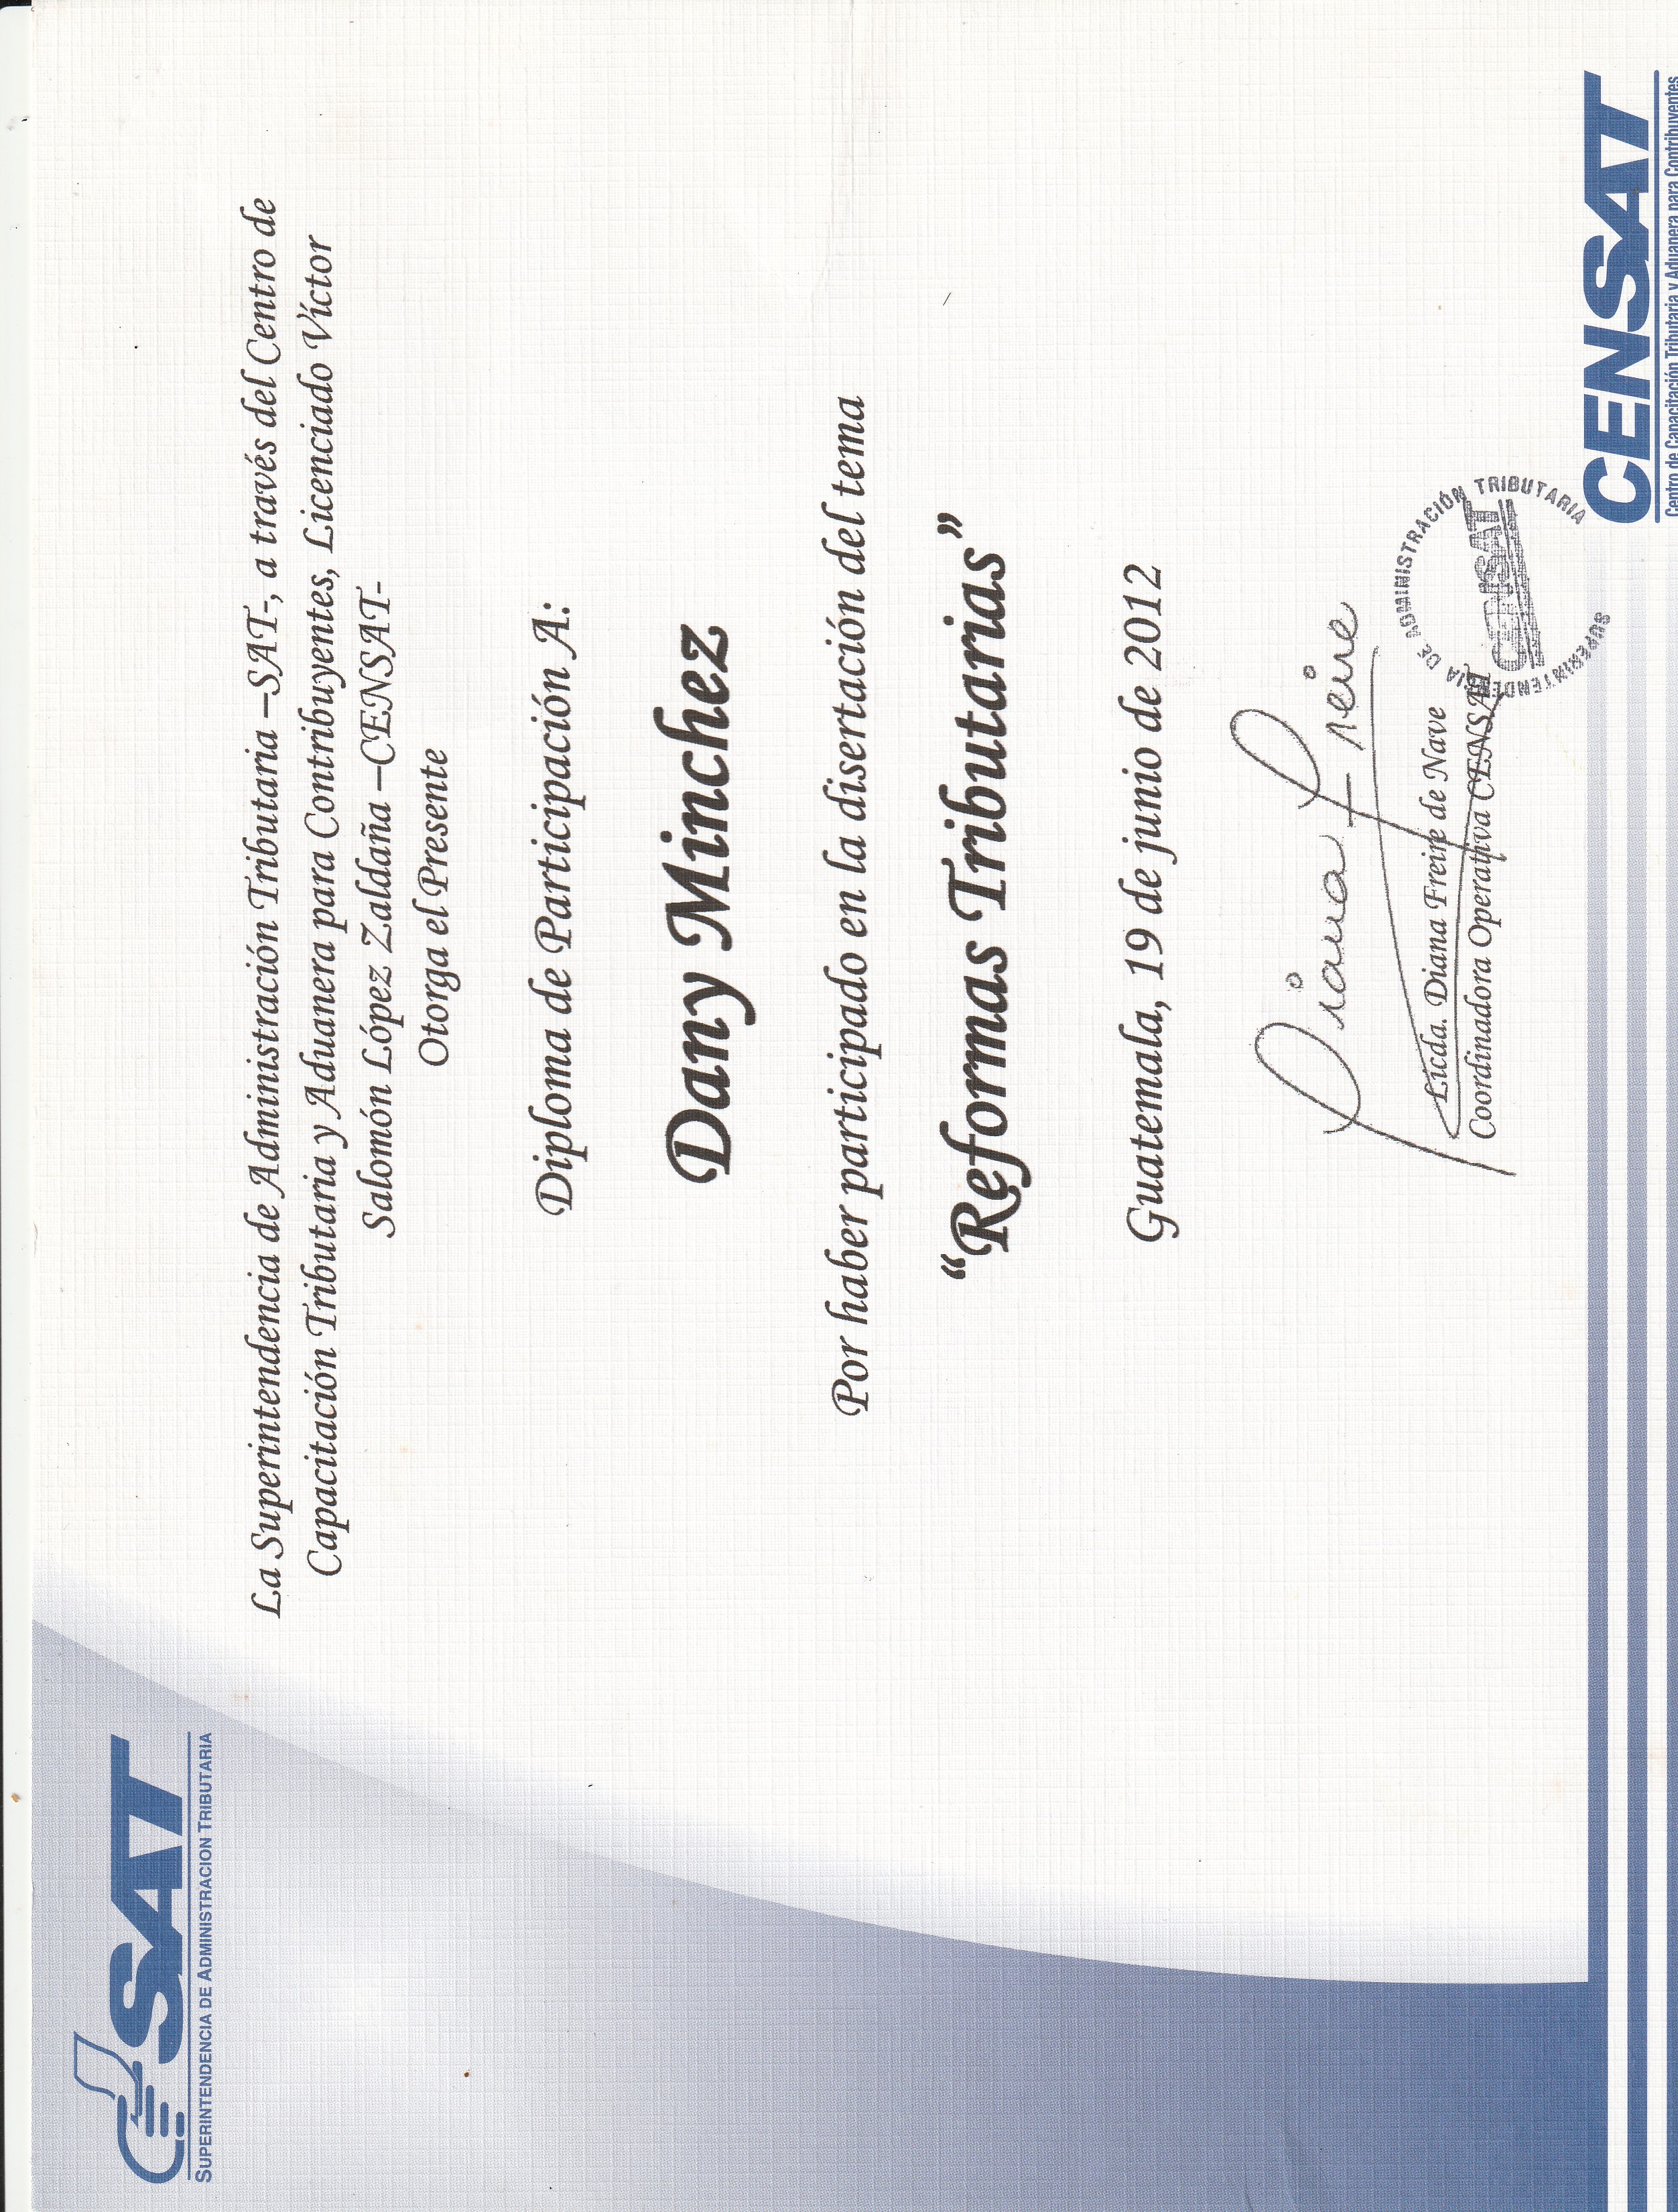 SAT
SUPERINTENDENCIA DE ADMINISTRACION TRIBUTARIA
La Superintendencia de Administración Tributaria –SAT-, a través del Centro de
Capacitación Tributaria y Aduanera para Contribuyentes, Licenciado Víctor
Salomón López Zaldaña –CENSAT-
Otorga el Presente
Diploma de Participación A:
Dany Minchez
Por haber participado en la disertación del tema
“Reformas Tributarias”
Guatemala, 19 de junio de 2012
Diana Freire
Licda. Diana Freire de Nave
Coordinadora Operativa CENSAT
SUPERINTENDENCIA DE ADMINISTRACIÓN TRIBUTARIA
CENSAT
CENSAT
Centro de Capacitación Tributaria y Aduanera para Contribuyentes